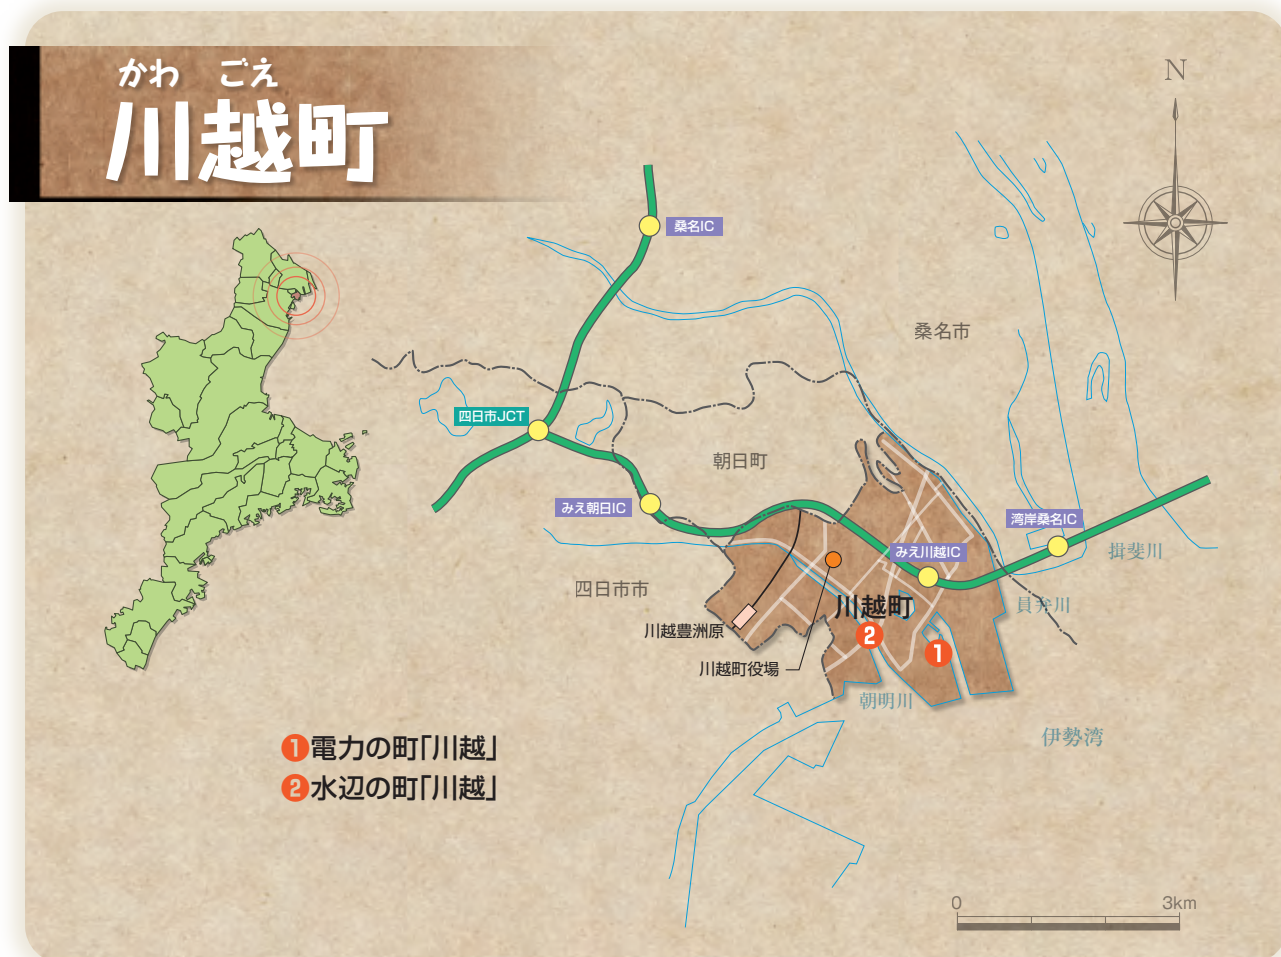 かわ ごえ
川越町
N
桑名IC
桑名市
四日市JCT
朝日町
みえ朝日IC
湾岸桑名IC
みえ川越IC
揖斐川
四日市市
川越町
員弁川
川越豊洲原
2
1
川越町役場
朝明川
伊勢湾
1電力の町「川越」
2水辺の町「川越」
0 3km